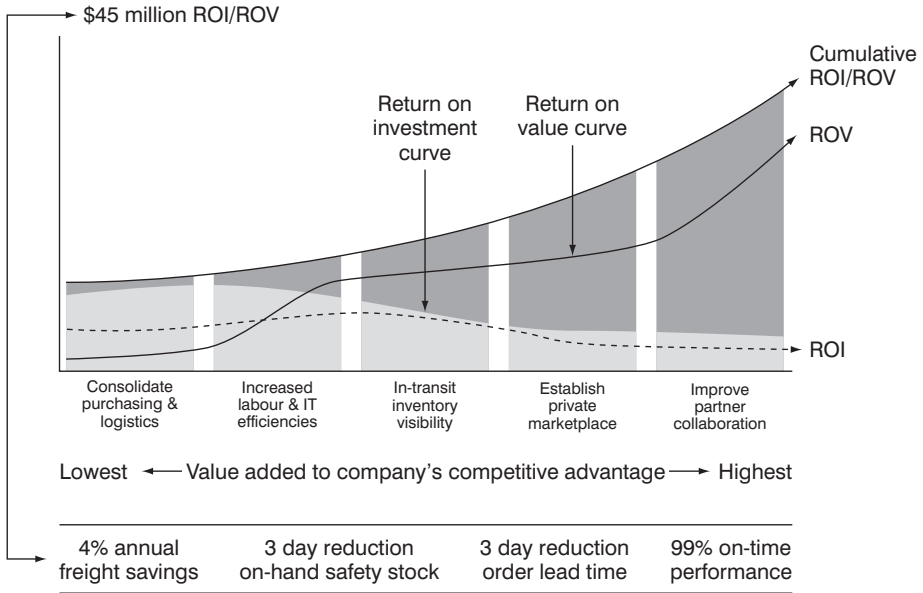 $45 million ROI/ROV
Cumulative
ROI/ROV
Return on
investment
curve
Return on
value curve
ROV
ROI
Consolidate
purchasing &
logistics
Increased
labour & IT
efficiencies
In-transit
inventory
visibility
Establish
private
marketplace
Improve
partner
collaboration
Lowest Value added to company's competitive advantage Highest
4% annual
freight savings
3 day reduction
on-hand safety stock
3 day reduction
order lead time
99% on-time
performance